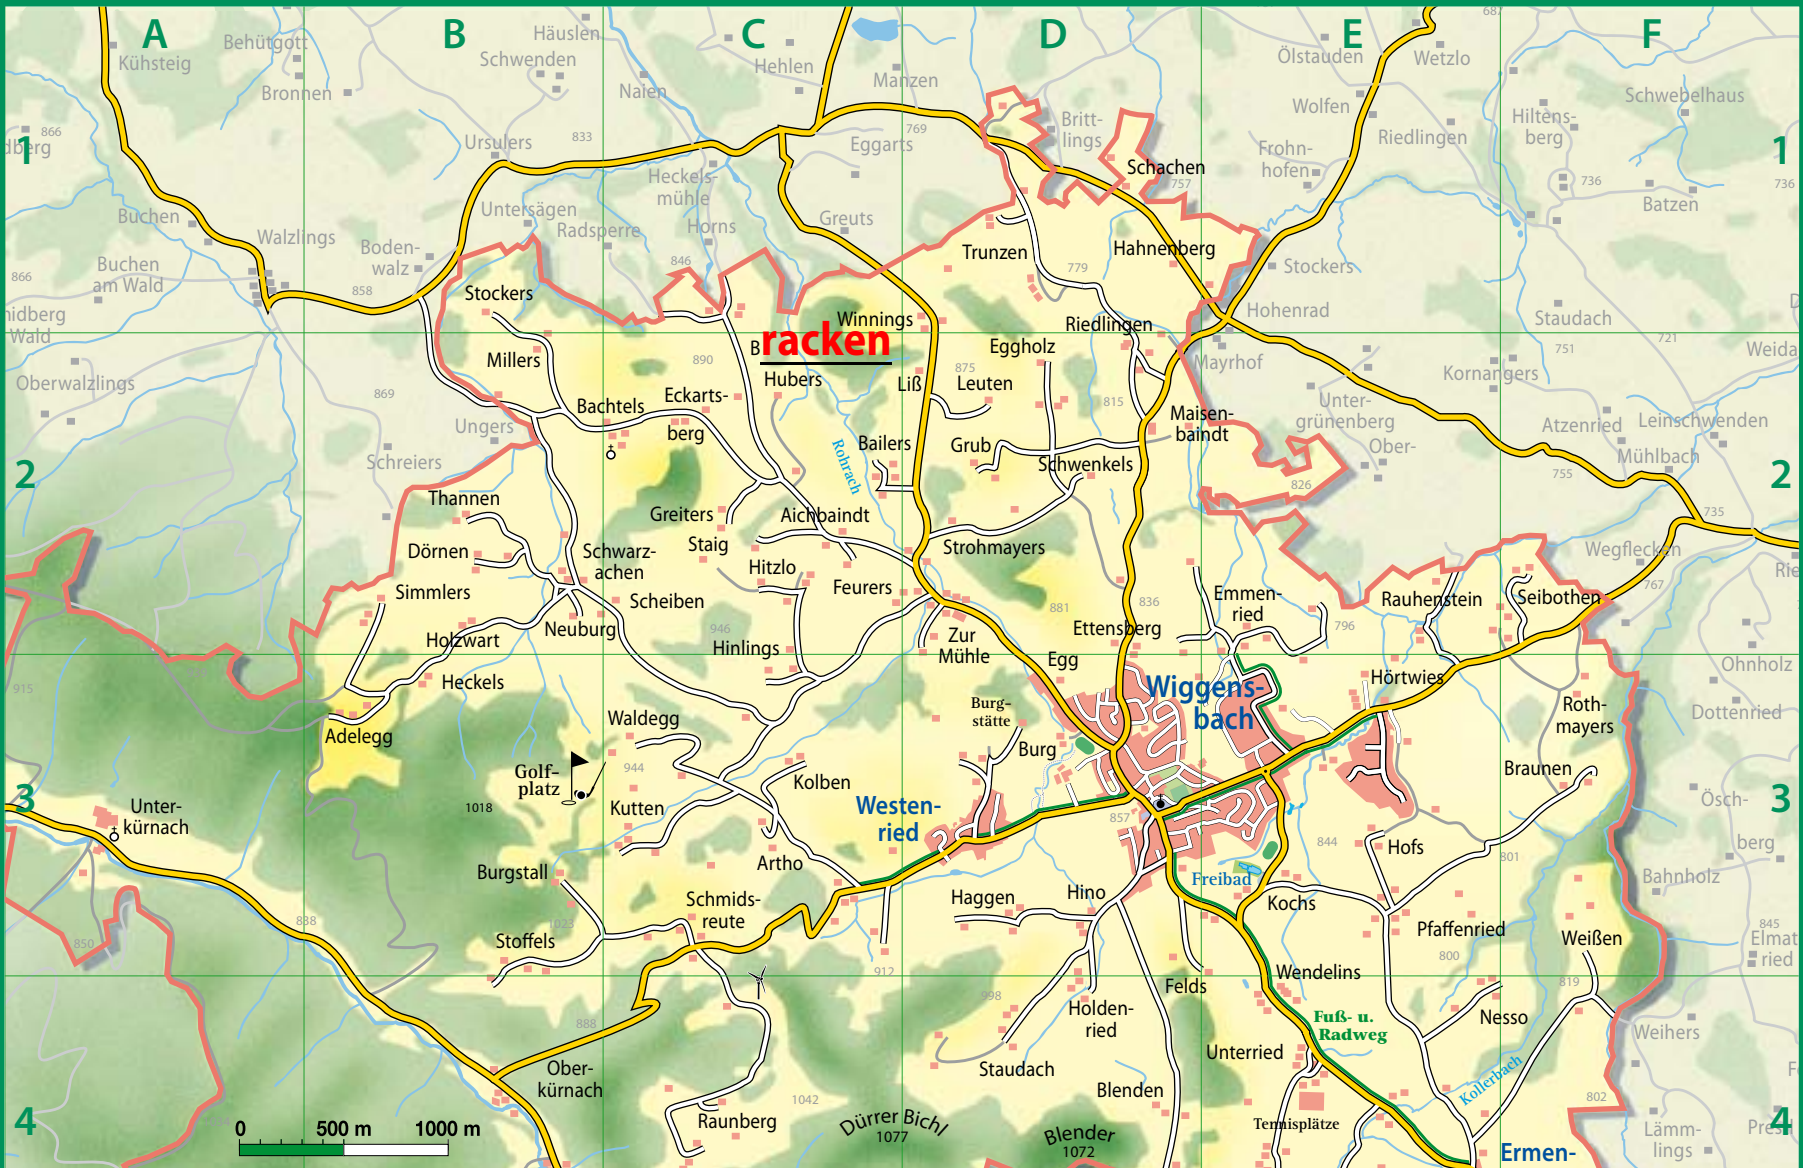 A B C D E F
Kühsteig
Behütgott
Bronnen
Häuslen
Schwenden
Naien
Hehlen
Manzen
Ölstauden
Wetzlo
687
Schwebelhaus
Wolfen
Riedlingen
Hiltens-
berg
Britt-
lings
Frohn-
hofen
1
866
dberg
Ursulers
833
769
Eggarts
Schachen
757
736
736
1
Buchen
Heckels-
mühle
Untersägen
Radsperre
Horns
Greuts
Batzen
Walzlings
Boden-
walz
Trunzen
Hahnenberg
Stockers
866
Buchen
am Wald
858
846
779
Stockers
Hohenrad
nidberg
Wald
Winnings
Riedlingen
Staudach
721
Bracken
Eggholz
Millers
890
Hubers
Liß
875
Leuten
815
Mayrhof
751
Weida
Kornangers
Oberwalzlings
869
Bachtels
Eckarts-
berg
Maisen-
baindt
Unter-
grünenberg
Ober-
Atzenried
Leinschwenden
Ungers
Bailers
Grub
Schwenkels
Mühlbach
2
Schreiers
Rohrach
826
755
2
Thannen
Greiters
Aichbaindt
735
Staig
Strohmayers
Wegflecken
Dörnen
Schwarz-
achen
Hitzlo
Feurers
767
Rie
Simmlers
Scheiben
881
836
Emmen-
ried
Rauhenstein
Seibothen
Holzwart
Neuburg
946
Hinlings
Zur
Mühle
Ettensberg
796
Egg
Ohnholz
915
Heckels
Wiggens-
bach
Hörtwies
Waldegg
Burg-
stätte
Roth-
mayers
Dottenried
Adelegg
Burg
Golf-
platz
944
Kolben
Braunen
3
Unter-
kürnach
1018
Kutten
Westen-
ried
857
Ösch-
berg
3
Artho
844
Hofs
801
Burgstall
Freibad
Bahnholz
Schmids-
reute
Haggen
Hino
Kochs
838
1023
Pfaffenried
845
850
Stoffels
Weißen
Elmat
ried
912
800
Wendelins
819
Felds
998
Holden-
ried
Nesso
888
Fuß- u.
Radweg
Weihers
Unterried
Ober-
kürnach
Staudach
Blenden
Kollerbach
F
802
4
0 500 m 1000 m
1042
Raunberg
Dürrer Bichl
1077
Blender
1072
Tennisplätze
Lämm-
lings
Pres
4
Ermen-